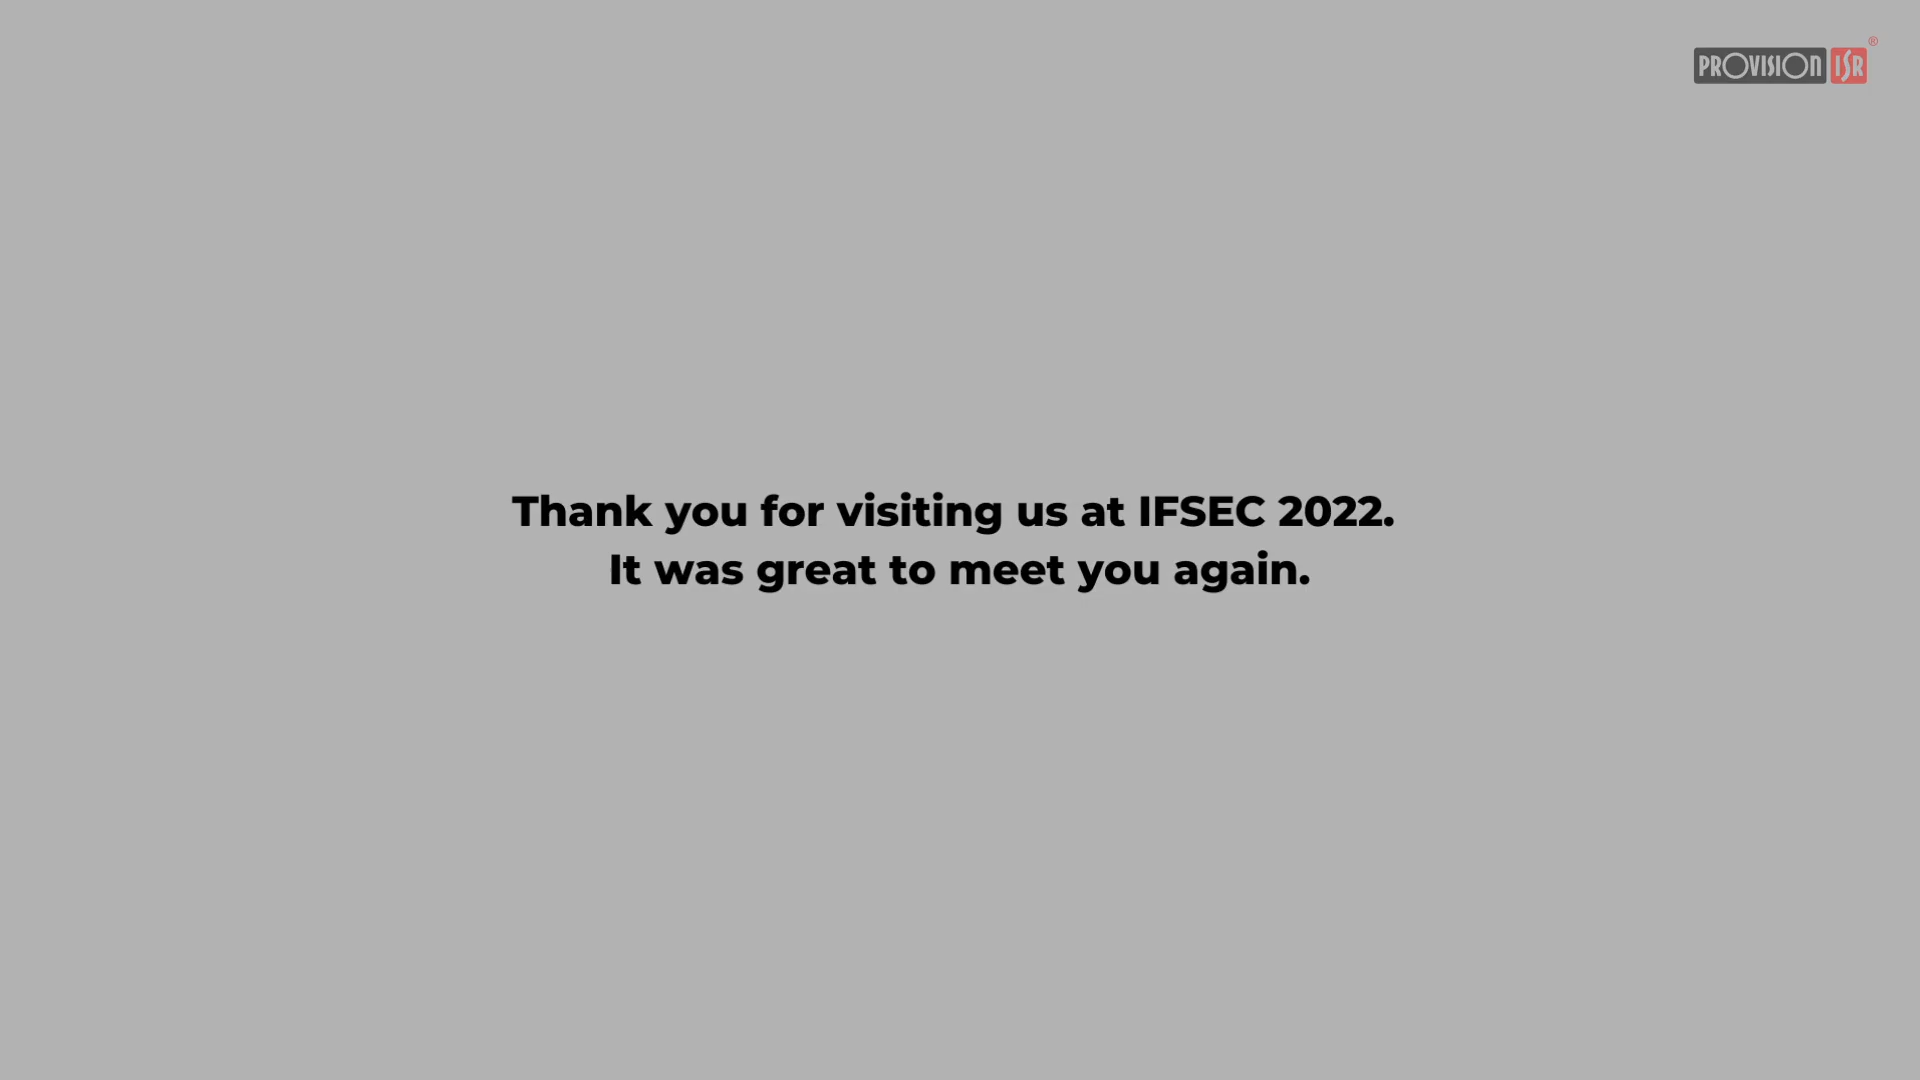 PROVISION ISR®
Thank you for visiting us at IFSEC 2022.
It was great to meet you again.